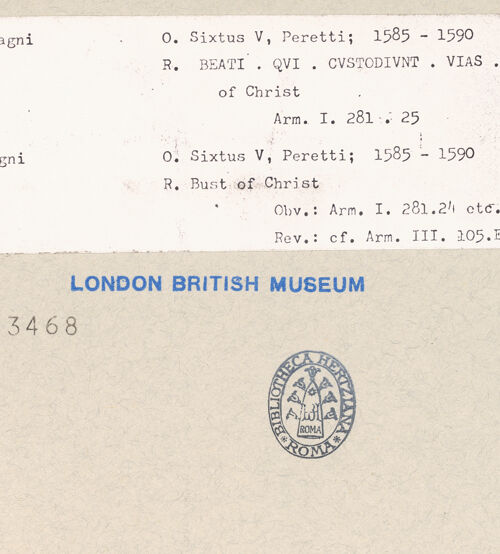 agni O. Sixtus V, Peretti; 1585 - 1590
R. BEATI . QVI . CVSTODIVNT . VIAS .
of Christ
Arm. I. 281 . 25
gni O. Sixtus V, Peretti; 1585 - 1590
R. Bust of Christ
Obv.: Arm. I. 281.24 etc.
Rev.: cf. Arm. III. 105.E
LONDON BRITISH MUSEUM
3468
BIBLIOTHECA HERTZIANA
ROMA
* ROMA *